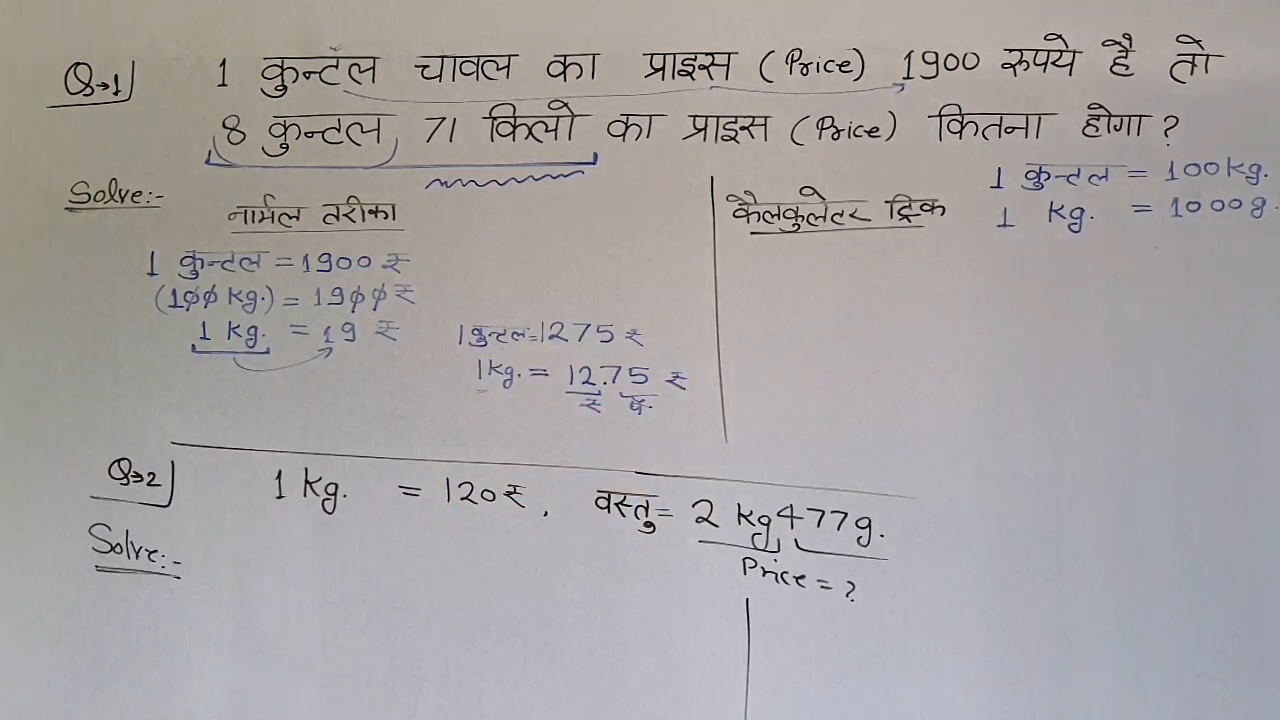 Q→1 1 कुन्टल चावल का प्राइस (Price) 1900 रुपये है तो
8 कुन्टल 71 किलो का प्राइस (Price) कितना होगा ?
Solve:-
नार्मल तरीका
1 कुन्टल = 1900 ₹
(100 kg.) = 1900 ₹
1 kg. = 19 ₹
1 कुन्टल = 1275 ₹
1 kg. = 12.75 ₹
₹ पै.
कैलकुलेटर ट्रिक
1 कुन्टल = 100 kg.
1 kg. = 1000 g.
Q→2 1 kg. = 120 ₹, वस्तु = 2 kg 477 g.
Price = ?
Solve:-